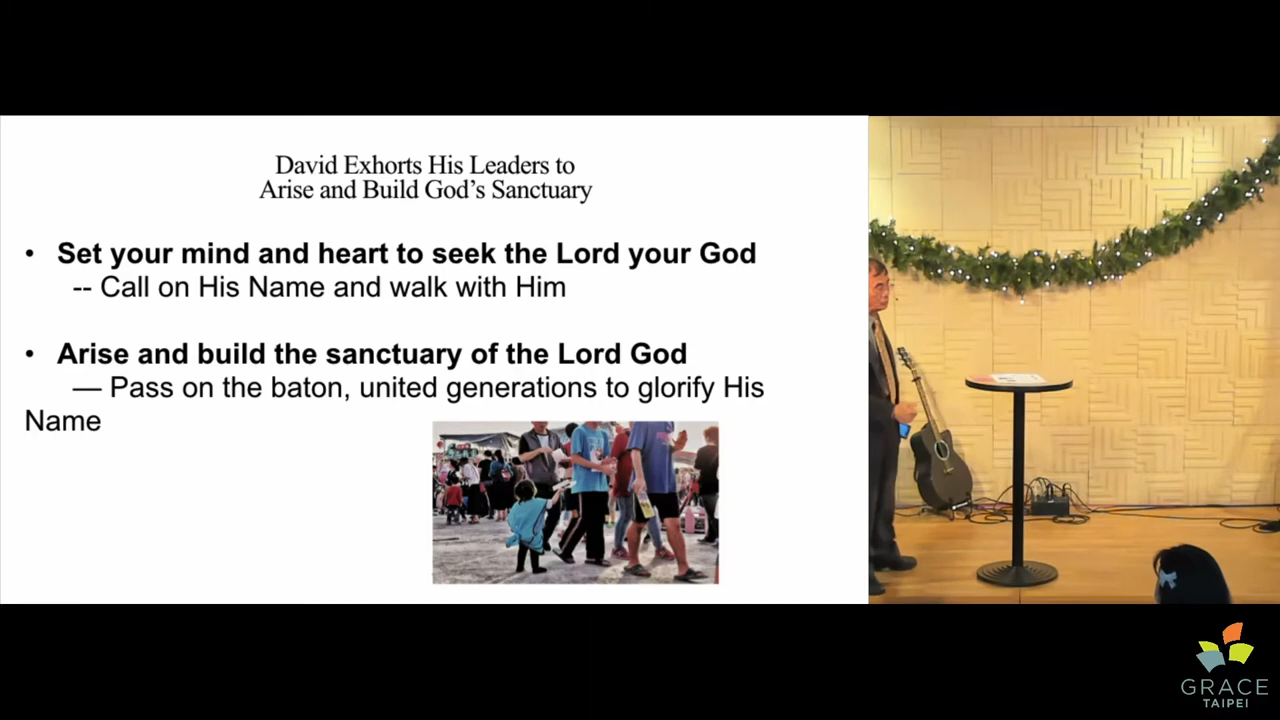 David Exhorts His Leaders to
Arise and Build God's Sanctuary
• Set your mind and heart to seek the Lord your God
-- Call on His Name and walk with Him
• Arise and build the sanctuary of the Lord God
— Pass on the baton, united generations to glorify His
Name
GRACE
TAIPEI